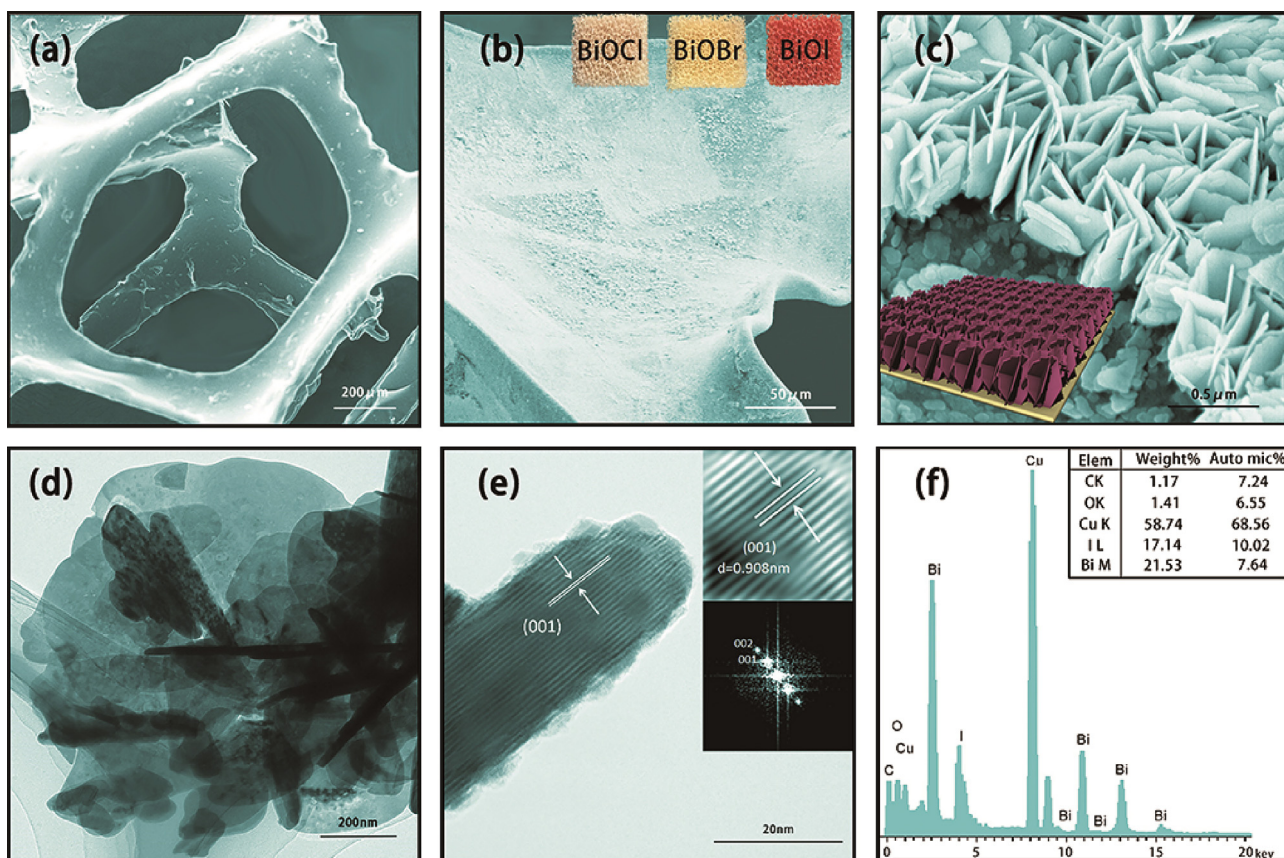 (a)
200μm
(b)
BiOCl BiOBr BiOI
50μm
(c)
0.5μm
(d)
200nm
(e)
(001)
20nm
(001)
d=0.908nm
002
001
(f)
Elem Weight% Auto mic%
CK 1.17 7.24
OK 1.41 6.55
Cu K 58.74 68.56
I L 17.14 10.02
Bi M 21.53 7.64
Cu
Bi
O
Cu
C
I
Bi
Bi
Bi
Bi
Bi
0 5 10 15 20 kev